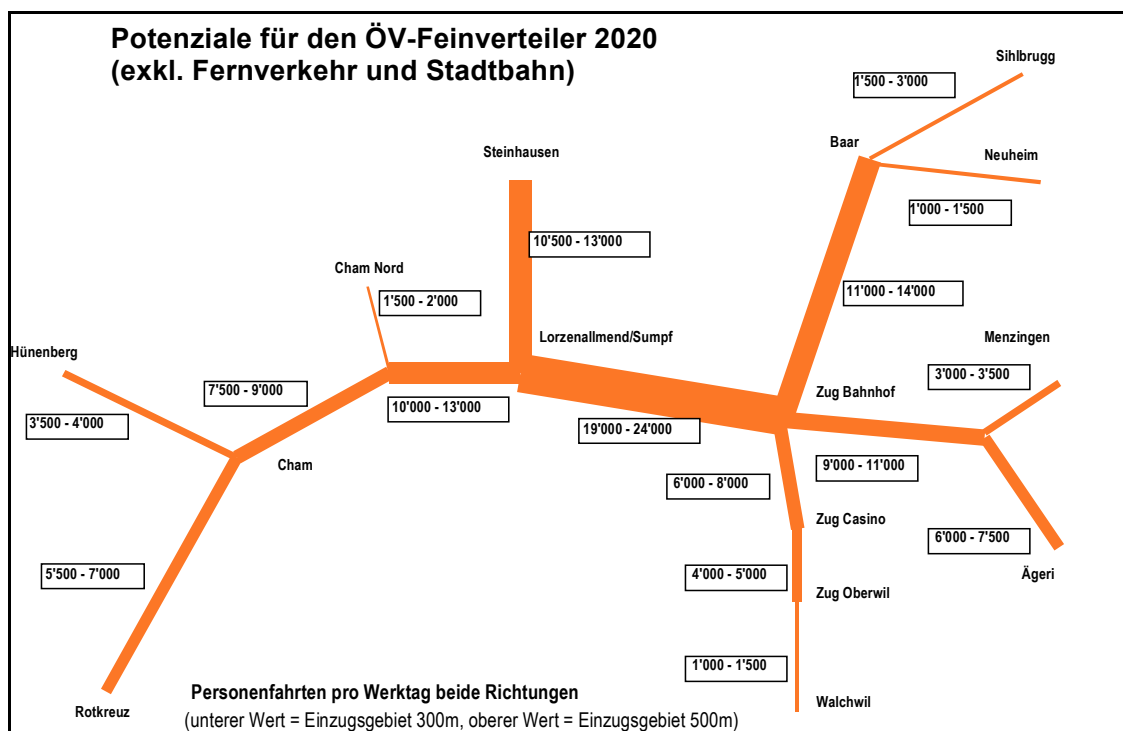 Potenziale für den ÖV-Feinverteiler 2020
(exkl. Fernverkehr und Stadtbahn)
Sihlbrugg
1'500 - 3'000
Baar
Steinhausen
Neuheim
1'000 - 1'500
10'500 - 13'000
Cham Nord
1'500 - 2'000
11'000 - 14'000
Lorzenallmend/Sumpf
Menzingen
Hünenberg
7'500 - 9'000
3'000 - 3'500
Zug Bahnhof
10'000 - 13'000
3'500 - 4'000
19'000 - 24'000
Cham
9'000 - 11'000
6'000 - 8'000
Zug Casino
6'000 - 7'500
5'500 - 7'000
4'000 - 5'000
Ägeri
Zug Oberwil
1'000 - 1'500
Personenfahrten pro Werktag beide Richtungen
Walchwil
Rotkreuz
(unterer Wert = Einzugsgebiet 300m, oberer Wert = Einzugsgebiet 500m)